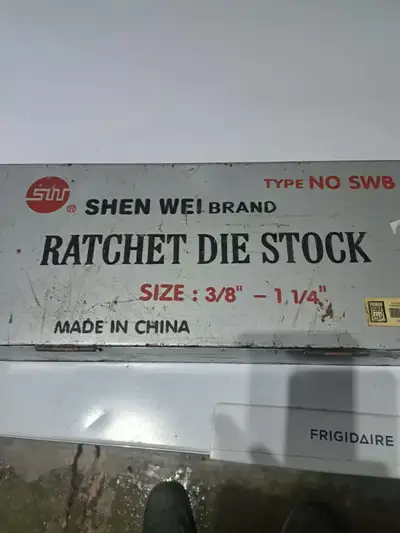 TYPE NO SWB
SW ® SHEN WEI BRAND
RATCHET DIE STOCK
SIZE : 3/8" - 1 1/4"
MADE IN CHINA
FRIGIDAIRE